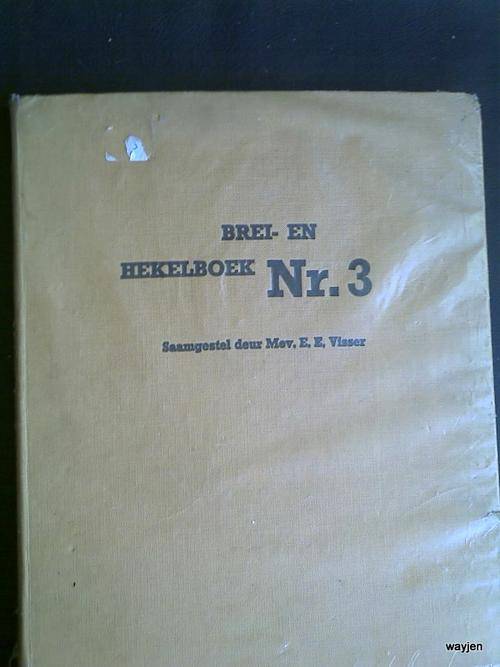 BREI- EN
HEKELBOEK Nr. 3
Saamgestel deur Mev. E. E. Visser
wayjen